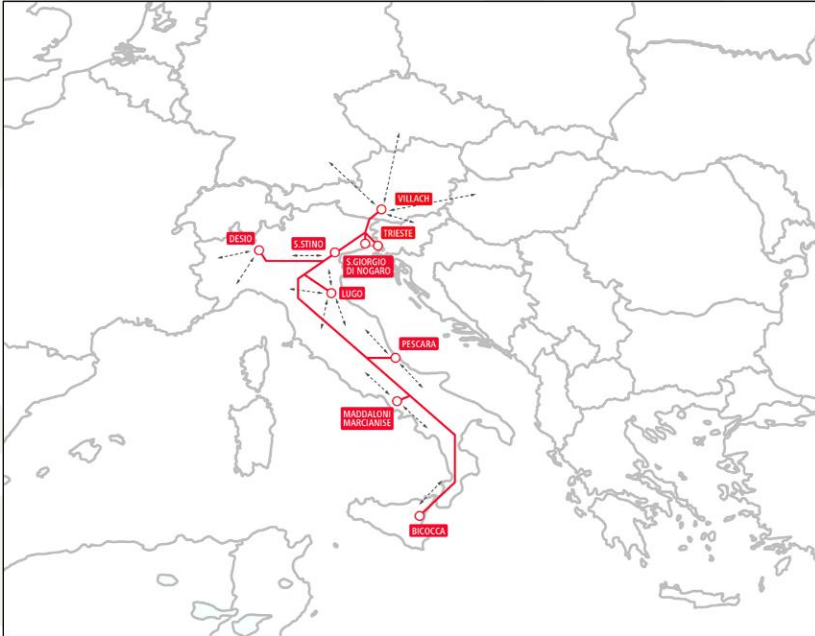 VILLACH
TRIESTE
DESIO
S.STINO
S.GIORGIO
DI NOGARO
LUGO
PESCARA
MADDALONI
MARCIANISE
BICOCCA